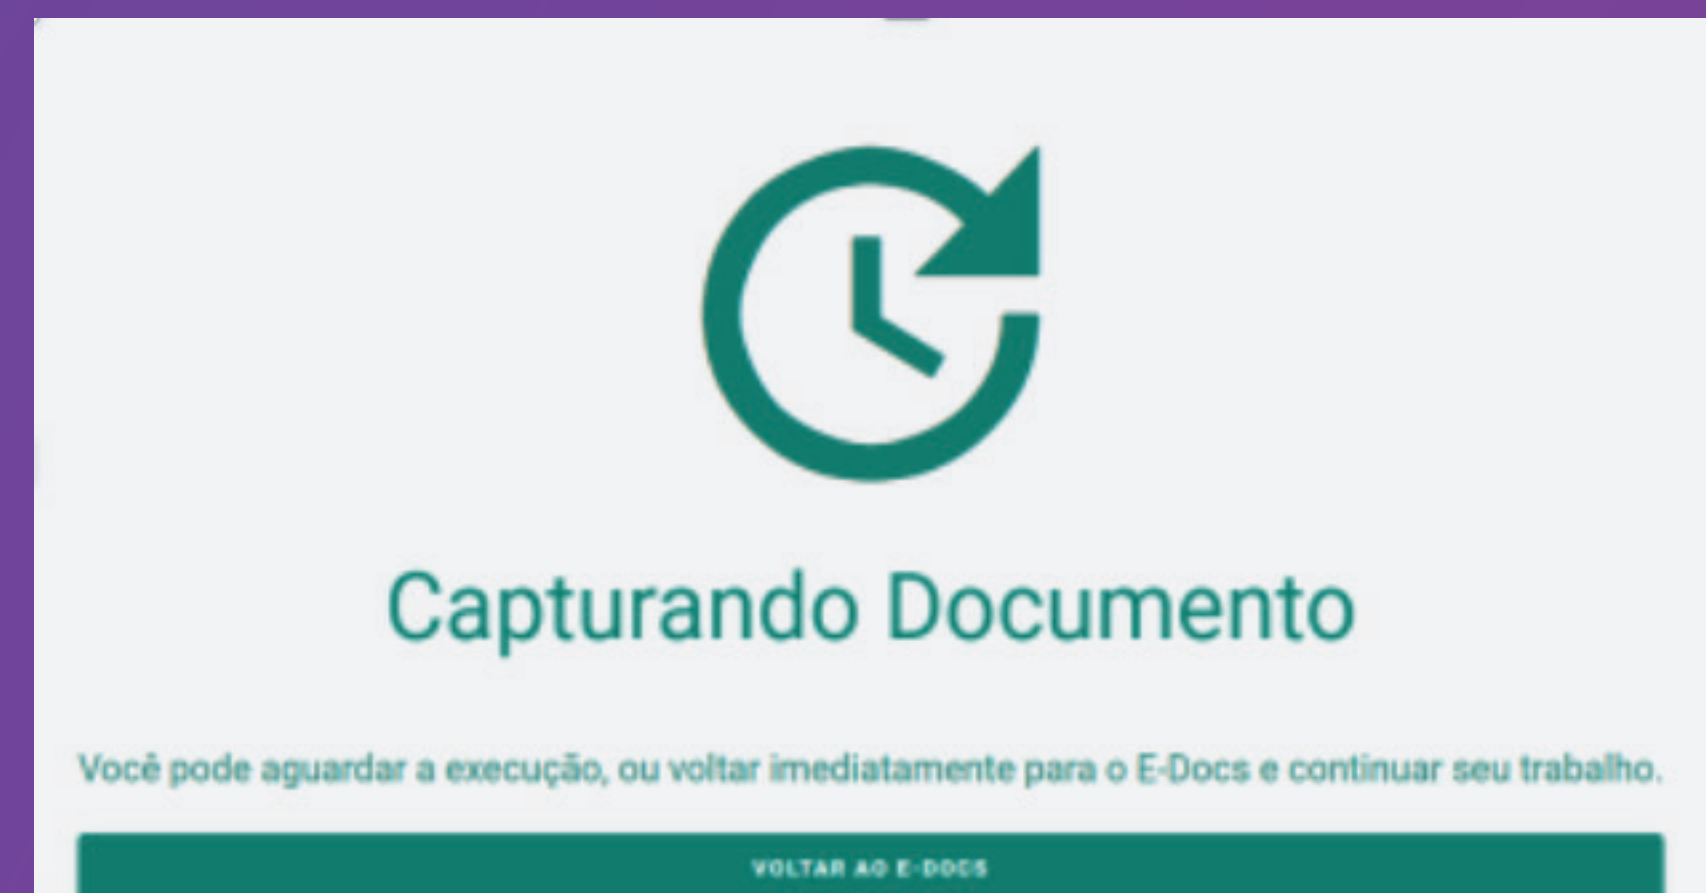 Capturando Documento
Você pode aguardar a execução, ou voltar imediatamente para o E-Docs e continuar seu trabalho.
VOLTAR AO E-DOCS